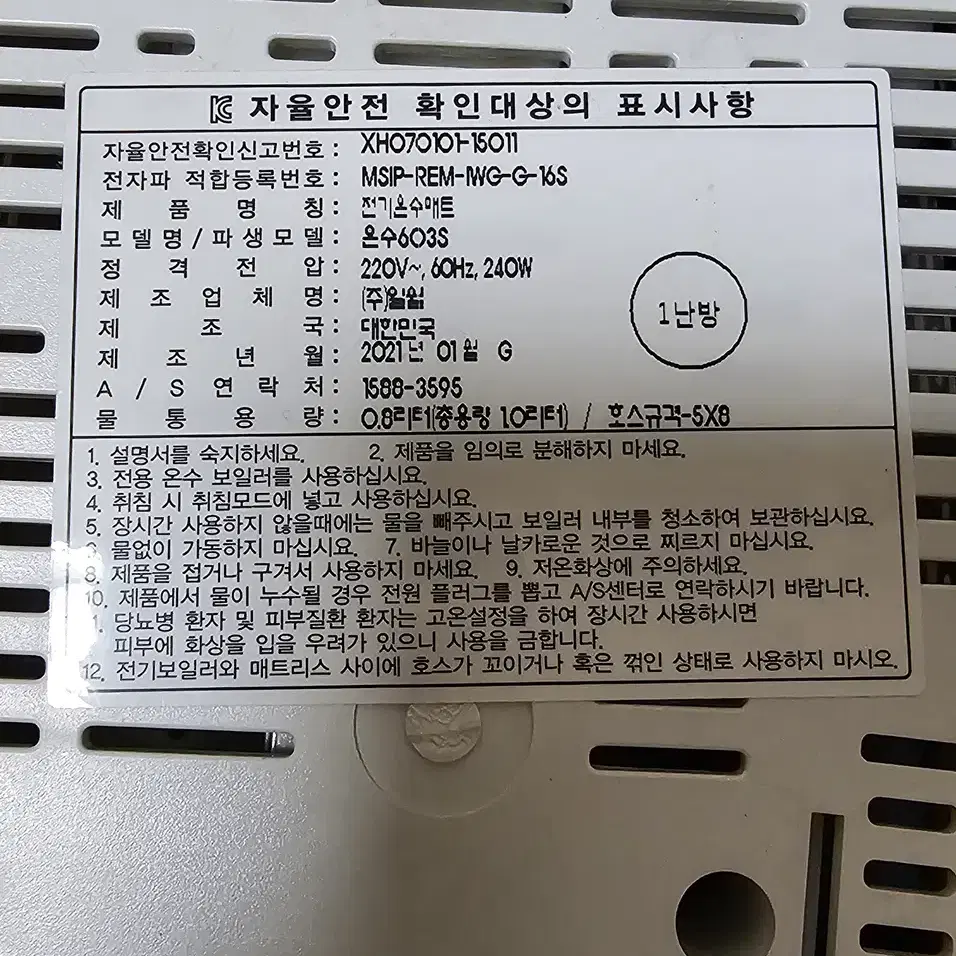 KC 자율안전 확인대상의 표시사항
자율안전확인신고번호 : XH070101-15011
전자파 적합등록번호 : MSIP-REM-IWG-G-16S
제 품 명 칭 : 전기온수매트
모델명/파생모델 : 온수603S
정 격 전 압 : 220V~, 60Hz, 240W
제 조 업 체 명 : (주)일월
제 조 국 : 대한민국
제 조 년 월 : 2021년 01월 G
A / S 연 락 처 : 1588-3595
물 통 용 량 : 0.8리터(총용량 1.0리터) / 호스규격-5X8
1난방
1. 설명서를 숙지하세요. 2. 제품을 임의로 분해하지 마세요.
3. 전용 온수 보일러를 사용하십시요.
4. 취침 시 취침모드에 넣고 사용하십시요.
5. 장시간 사용하지 않을때에는 물을 빼주시고 보일러 내부를 청소하여 보관하십시요.
6. 물없이 가동하지 마십시요. 7. 바늘이나 날카로운 것으로 찌르지 마십시요.
8. 제품을 접거나 구겨서 사용하지 마세요. 9. 저온화상에 주의하세요.
10. 제품에서 물이 누수될 경우 전원 플러그를 뽑고 A/S센터로 연락하시기 바랍니다.
11. 당뇨병 환자 및 피부질환 환자는 고온설정을 하여 장시간 사용하시면
피부에 화상을 입을 우려가 있으니 사용을 금합니다.
12. 전기보일러와 매트리스 사이에 호스가 꼬이거나 혹은 꺾인 상태로 사용하지 마시오.